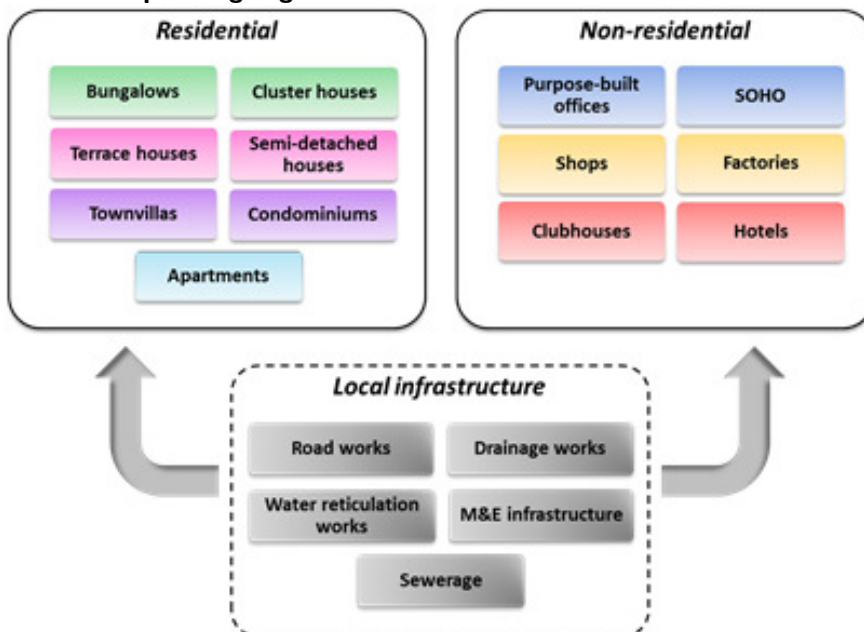 Residential
Bungalows
Cluster houses
Terrace houses
Semi-detached
houses
Townvillas
Condominiums
Apartments
Non-residential
Purpose-built
offices
SOHO
Shops
Factories
Clubhouses
Hotels
Local infrastructure
Road works
Drainage works
Water reticulation
works
M&E infrastructure
Sewerage